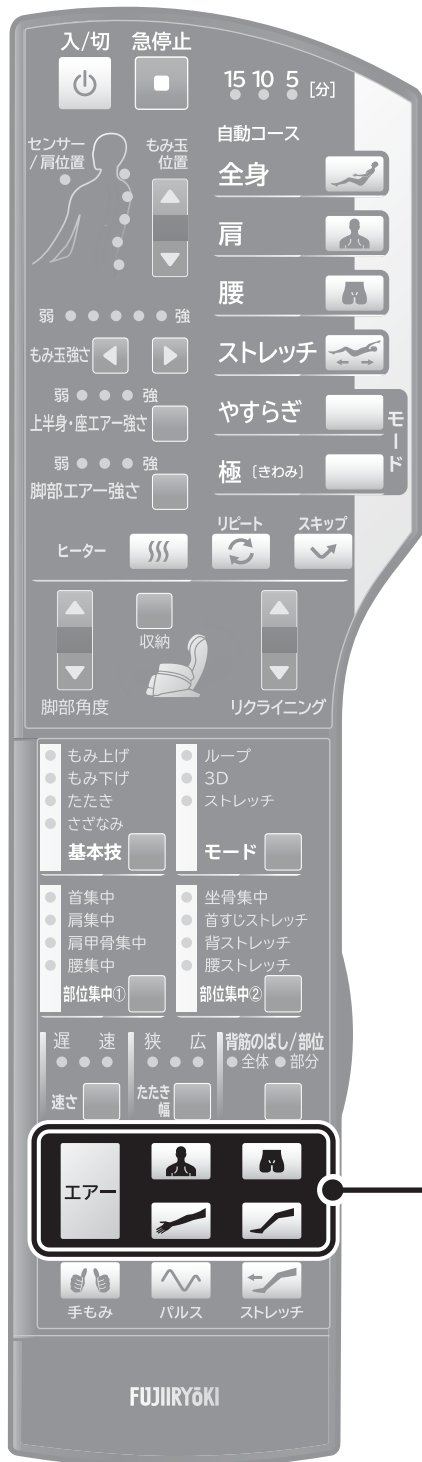 入/切 急停止
15 10 5 [分]
センサー/肩位置
もみ玉位置
自動コース
全身
肩
腰
弱 強
もみ玉強さ
ストレッチ
弱 強
上半身・座エアー強さ
やすらぎ
弱 強
脚部エアー強さ
極 [きわみ]
モード
ヒーター
リピート
スキップ
収納
脚部角度
リクライニング
もみ上げ
もみ下げ
たたき
さざなみ
基本技
ループ
3D
ストレッチ
モード
首集中
肩集中
肩甲骨集中
腰集中
部位集中①
坐骨集中
首すじストレッチ
背ストレッチ
腰ストレッチ
部位集中②
遅 速
速さ
狭 広
たたき幅
背筋のばし/部位
全体 部分
エアー
手もみ
パルス
ストレッチ
FUJIIRYōKI